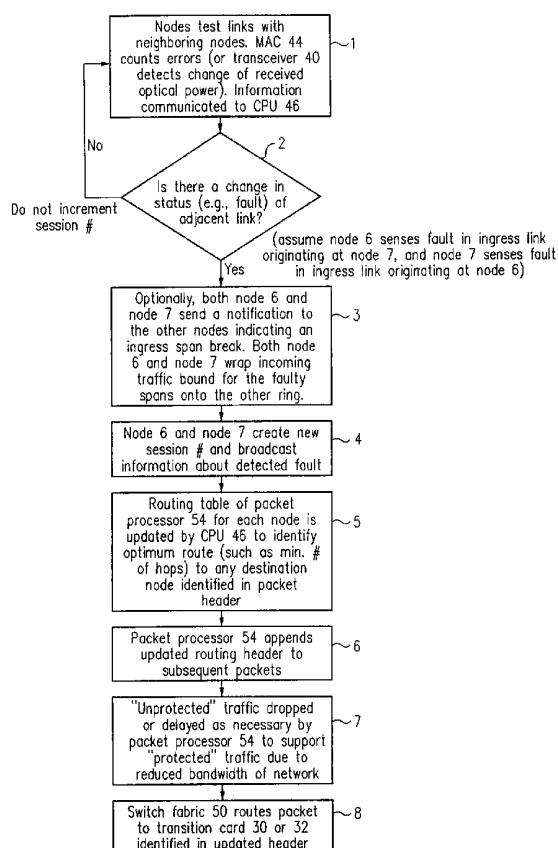 Nodes test links with
neighboring nodes. MAC 44
counts errors (or transceiver 40
detects change of received
optical power). Information
communicated to CPU 46
1
No
2
Is there a change in
status (e.g., fault) of
adjacent link?
Do not increment
session #
(assume node 6 senses fault in ingress link
originating at node 7, and node 7 senses fault
in ingress link originating at node 6)
Yes
Optionally, both node 6 and
node 7 send a notification to
the other nodes indicating an
ingress span break. Both node
6 and node 7 wrap incoming
traffic bound for the faulty
spans onto the other ring.
3
Node 6 and node 7 create new
session # and broadcast
information about detected fault
4
Routing table of packet
processor 54 for each node is
updated by CPU 46 to identify
optimum route (such as min. #
of hops) to any destination
node identified in packet
header
5
Packet processor 54 appends
updated routing header to
subsequent packets
6
"Unprotected" traffic dropped
or delayed as necessary by
packet processor 54 to support
"protected" traffic due to
reduced bandwidth of network
7
Switch fabric 50 routes packet
to transition card 30 or 32
identified in updated header
8